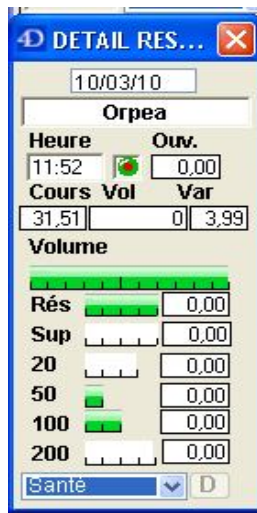 4D DETAIL RES...
10/03/10
Orpea
Heure Ouv.
11:52 0,00
Cours Vol Var
31,51 0 3,99
Volume
Rés 0,00
Sup 0,00
20 0,00
50 0,00
100 0,00
200 0,00
Santé D